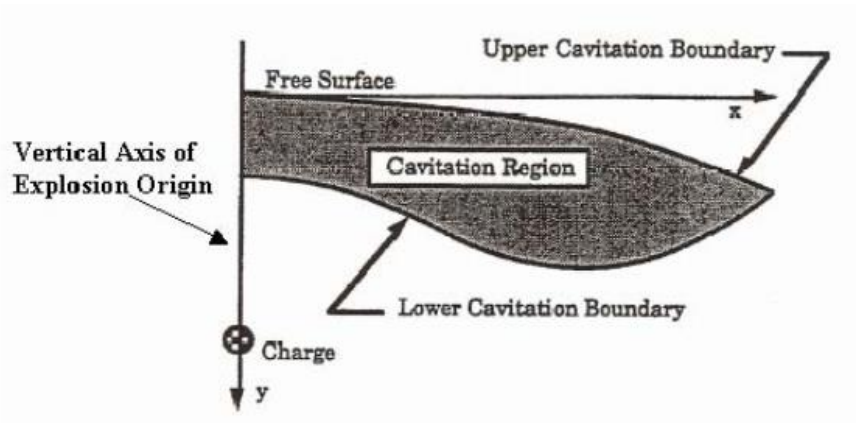 Upper Cavitation Boundary
Free Surface
x
Vertical Axis of
Explosion Origin
Cavitation Region
Lower Cavitation Boundary
Charge
y